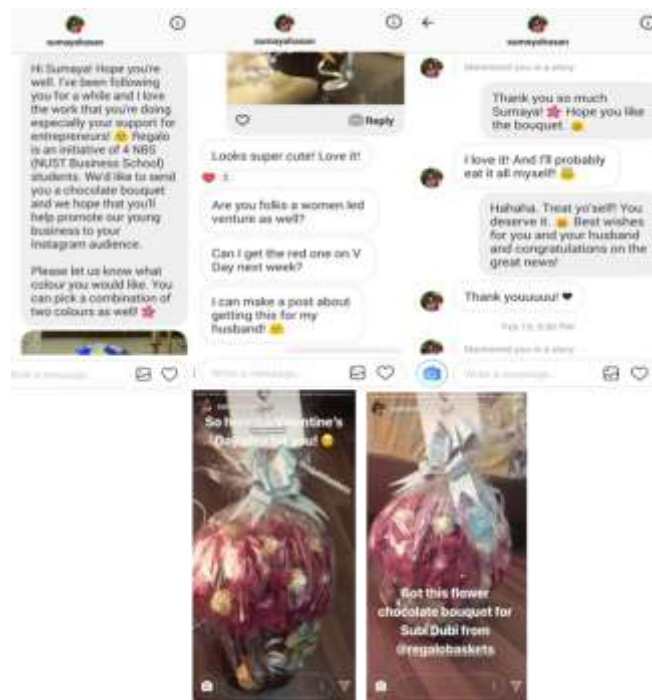 sumayahasan
Hi Sumaya! Hope you're
well. I've been following
you for a while and I love
the work that you're doing
especially your support for
entrepreneurs! 😊 Regalo
is an initiative of 4 NBS
(NUST Business School)
students. We'd like to send
you a chocolate bouquet
and we hope that you'll
help promote our young
business to your
Instagram audience.
Please let us know what
colour you would like. You
can pick a combination of
two colours as well! 🌸
Write a message...
sumayahasan
Reply
Looks super cute! Love it!
Are you folks a women led
venture as well?
Can I get the red one on V
Day next week?
I can make a post about
getting this for my
husband! 😊
Write a message...
sumayahasan
Mentioned you in a story
Thank you so much
Sumaya! 🌸 Hope you like
the bouquet. 😊
I love it! And I'll probably
eat it all myself! 😇
Hahaha. Treat yo'self! You
deserve it. 😊 Best wishes
for you and your husband
and congratulations on the
great news!
Thank youuuuu! ❤
Mentioned you in a story
Write a message...
Got this flower
chocolate bouquet for
Subi Dubi from
@regalobaskets